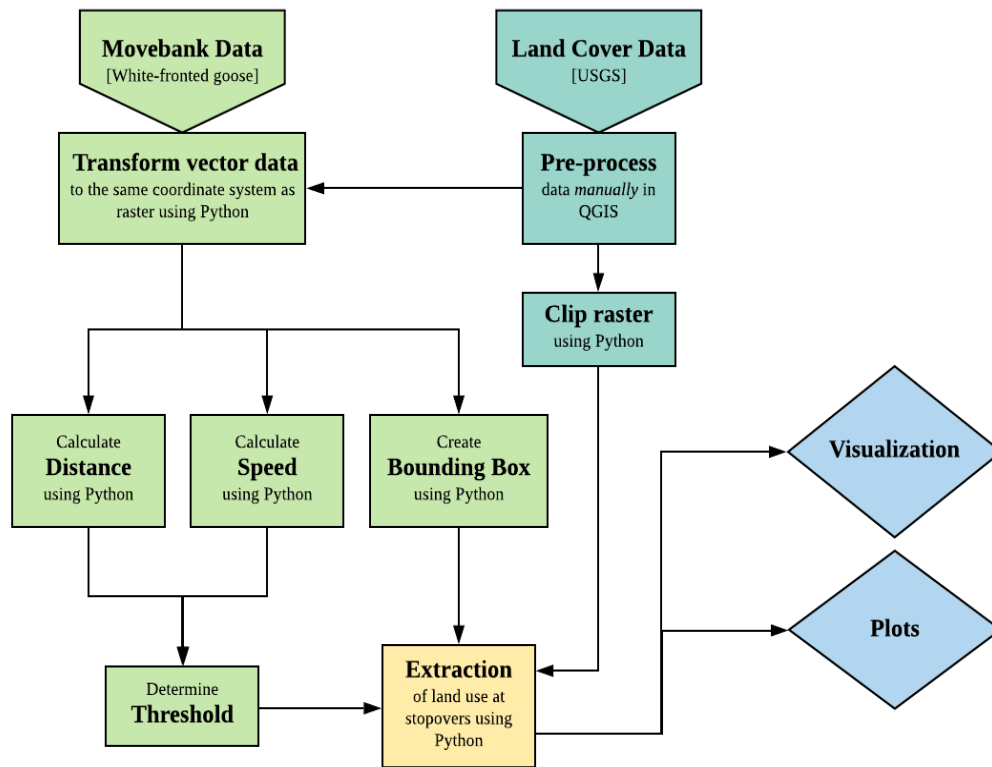 Movebank Data
[White-fronted goose]
Land Cover Data
[USGS]
Transform vector data
to the same coordinate system as
raster using Python
Pre-process
data manually in
QGIS
Clip raster
using Python
Calculate
Distance
using Python
Calculate
Speed
using Python
Create
Bounding Box
using Python
Visualization
Plots
Determine
Threshold
Extraction
of land use at
stopovers using
Python